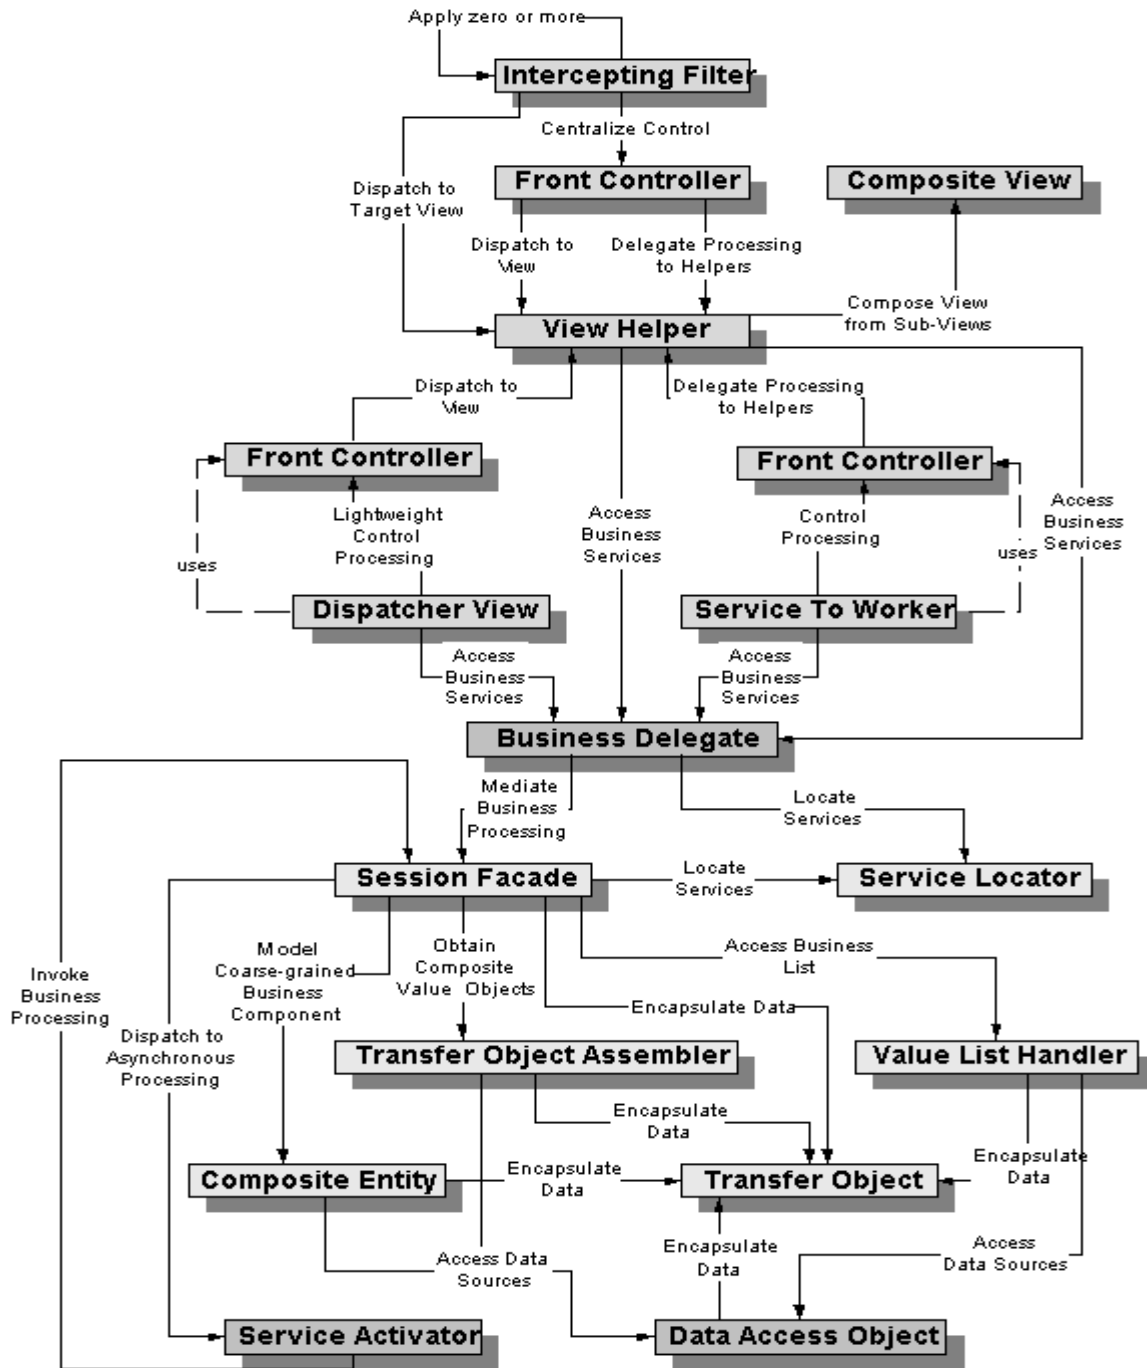 Apply zero or more
Intercepting Filter
Centralize Control
Dispatch to
Target View
Front Controller
Composite View
Dispatch to
View
Delegate Processing
to Helpers
Compose View
from Sub-Views
View Helper
Dispatch to
View
Delegate Processing
to Helpers
Front Controller
Front Controller
Lightweight
Control
Processing
Access
Business
Services
Control
Processing
Access
Business
Services
uses
uses
Dispatcher View
Service To Worker
Access
Business
Services
Access
Business
Services
Business Delegate
Mediate
Business
Processing
Locate
Services
Session Facade
Locate
Services
Service Locator
Invoke
Business
Processing
Model
Coarse-grained
Business
Component
Obtain
Composite
Value Objects
Access Business
List
Encapsulate Data
Dispatch to
Asynchronous
Processing
Transfer Object Assembler
Value List Handler
Encapsulate
Data
Composite Entity
Encapsulate
Data
Transfer Object
Encapsulate
Data
Access Data
Sources
Encapsulate
Data
Access
Data Sources
Service Activator
Data Access Object